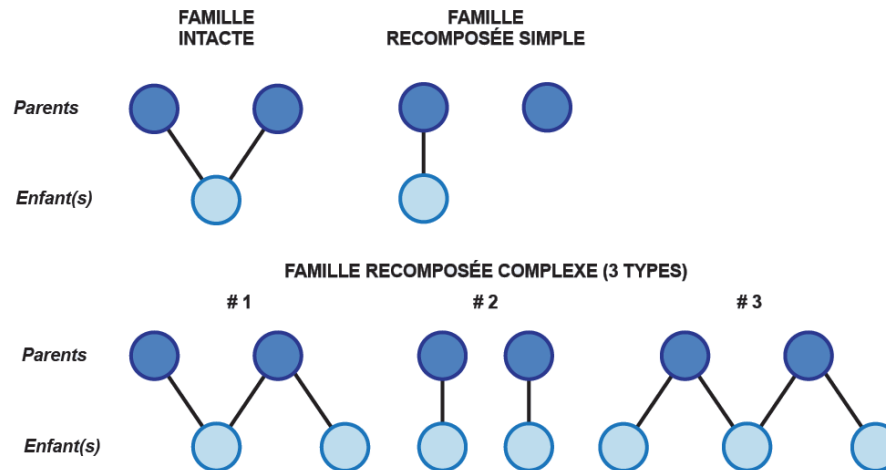 FAMILLE
INTACTE
FAMILLE
RECOMPOSÉE SIMPLE
Parents
Enfant(s)
FAMILLE RECOMPOSÉE COMPLEXE (3 TYPES)
# 1
# 2
# 3
Parents
Enfant(s)